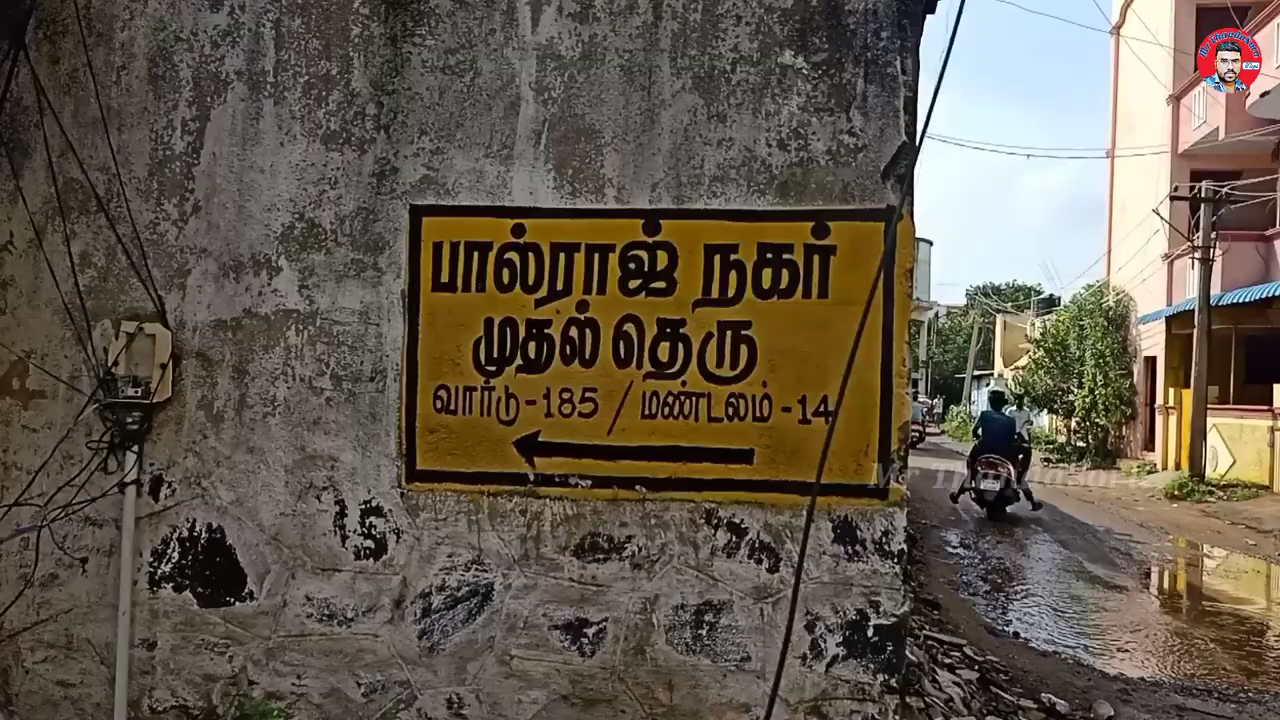 பால்ராஜ் நகர்
முதல் தெரு
வார்டு-185 / மண்டலம்-14